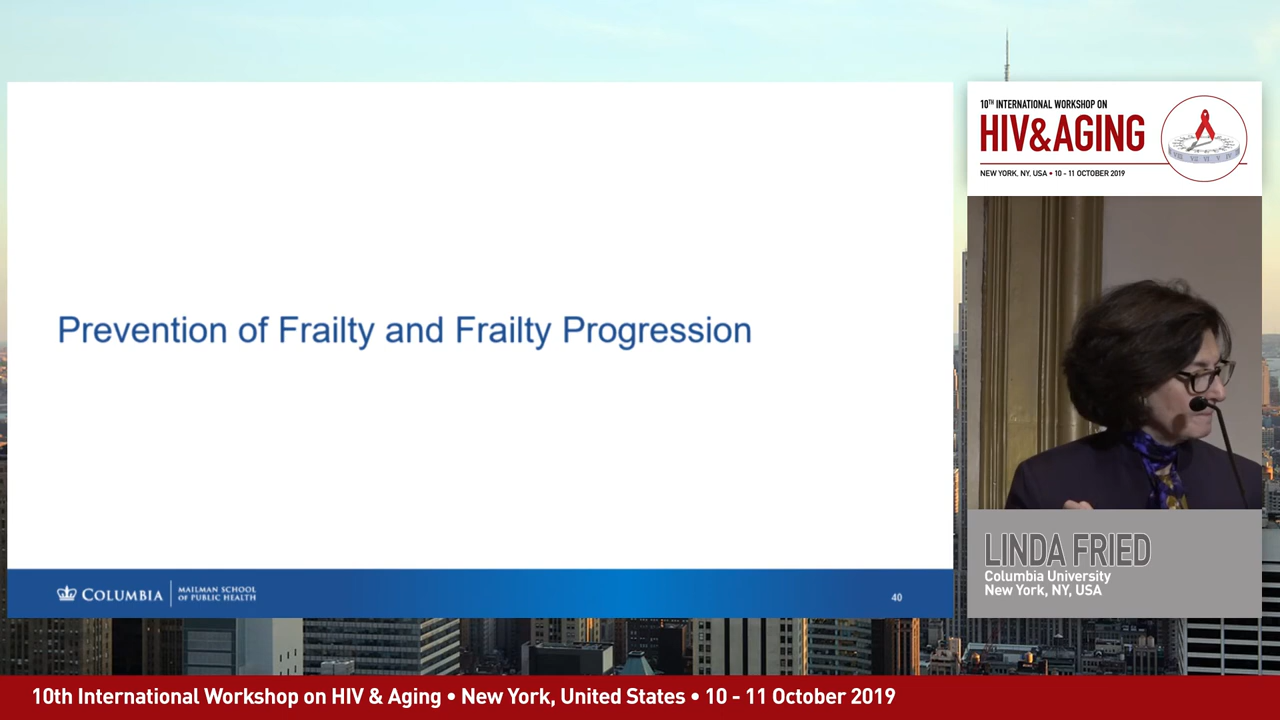 Prevention of Frailty and Frailty Progression
COLUMBIA
MAILMAN SCHOOL
OF PUBLIC HEALTH
40
10TH INTERNATIONAL WORKSHOP ON
HIV&AGING
NEW YORK, NY, USA • 10 - 11 OCTOBER 2019
LINDA FRIED
Columbia University
New York, NY, USA
10th International Workshop on HIV & Aging • New York, United States • 10 - 11 October 2019